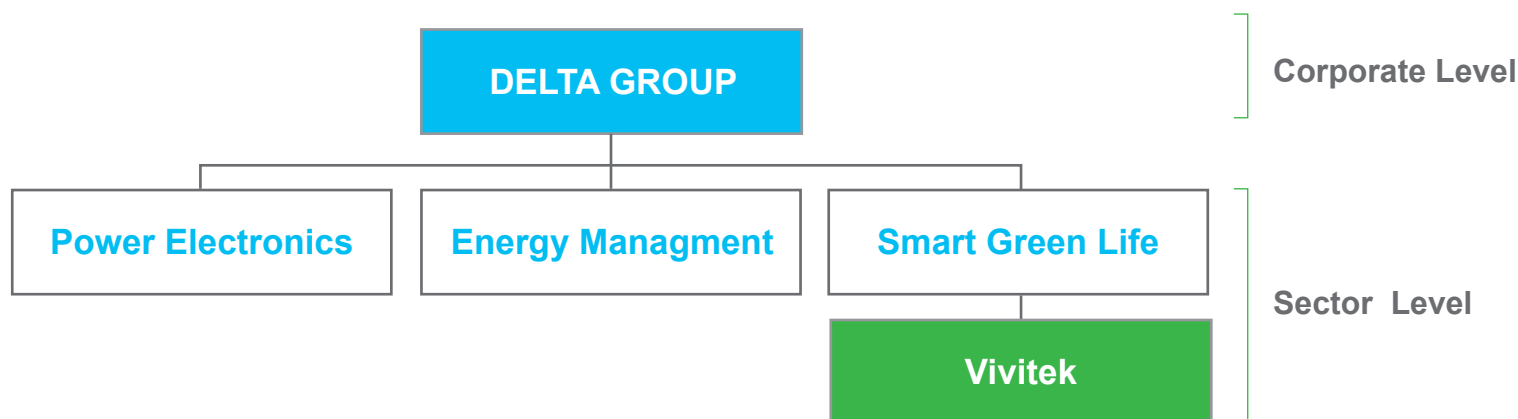 DELTA GROUP
Corporate Level
Power Electronics
Energy Managment
Smart Green Life
Sector Level
Vivitek